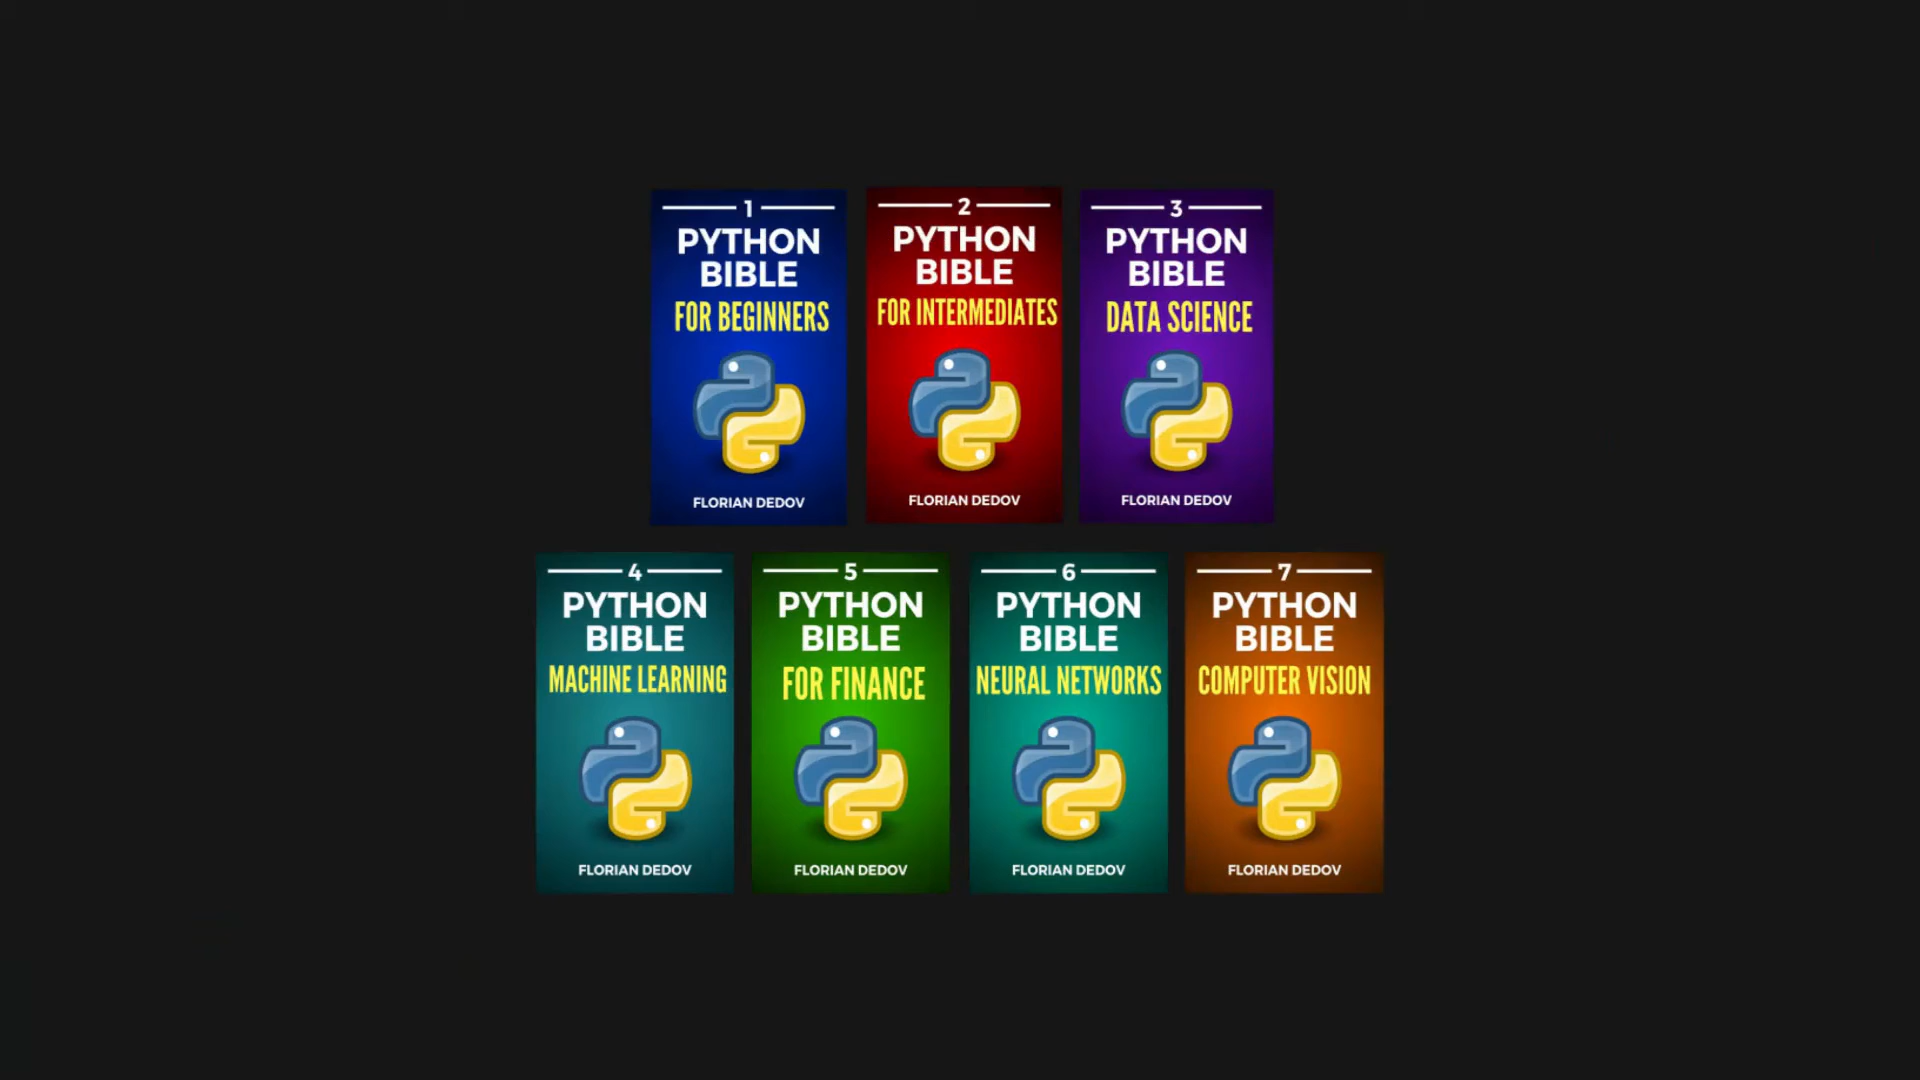 1
PYTHON
BIBLE
FOR BEGINNERS
FLORIAN DEDOV
2
PYTHON
BIBLE
FOR INTERMEDIATES
FLORIAN DEDOV
3
PYTHON
BIBLE
DATA SCIENCE
FLORIAN DEDOV
4
PYTHON
BIBLE
MACHINE LEARNING
FLORIAN DEDOV
5
PYTHON
BIBLE
FOR FINANCE
FLORIAN DEDOV
6
PYTHON
BIBLE
NEURAL NETWORKS
FLORIAN DEDOV
7
PYTHON
BIBLE
COMPUTER VISION
FLORIAN DEDOV